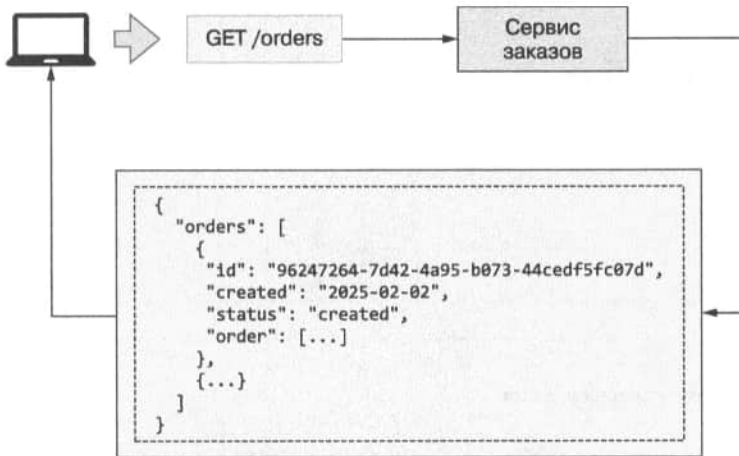 GET /orders
Сервис
заказов
{
"orders": [
{
"id": "96247264-7d42-4a95-b073-44cedf5fc07d",
"created": "2025-02-02",
"status": "created",
"order": [...]
},
{...}
]
}